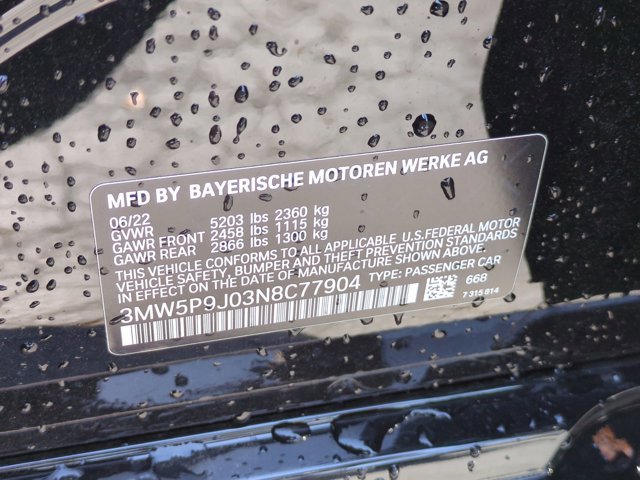 MFD BY BAYERISCHE MOTOREN WERKE AG
06/22
GVWR 5203 lbs 2360 kg
GAWR FRONT 2458 lbs 1115 kg
GAWR REAR 2866 lbs 1300 kg
THIS VEHICLE CONFORMS TO ALL APPLICABLE U.S.FEDERAL MOTOR
VEHICLE SAFETY, BUMPER AND THEFT PREVENTION STANDARDS
IN EFFECT ON THE DATE OF MANUFACTURE SHOWN ABOVE.
3MW5P9J03N8C77904 TYPE: PASSENGER CAR
668
7 315 814